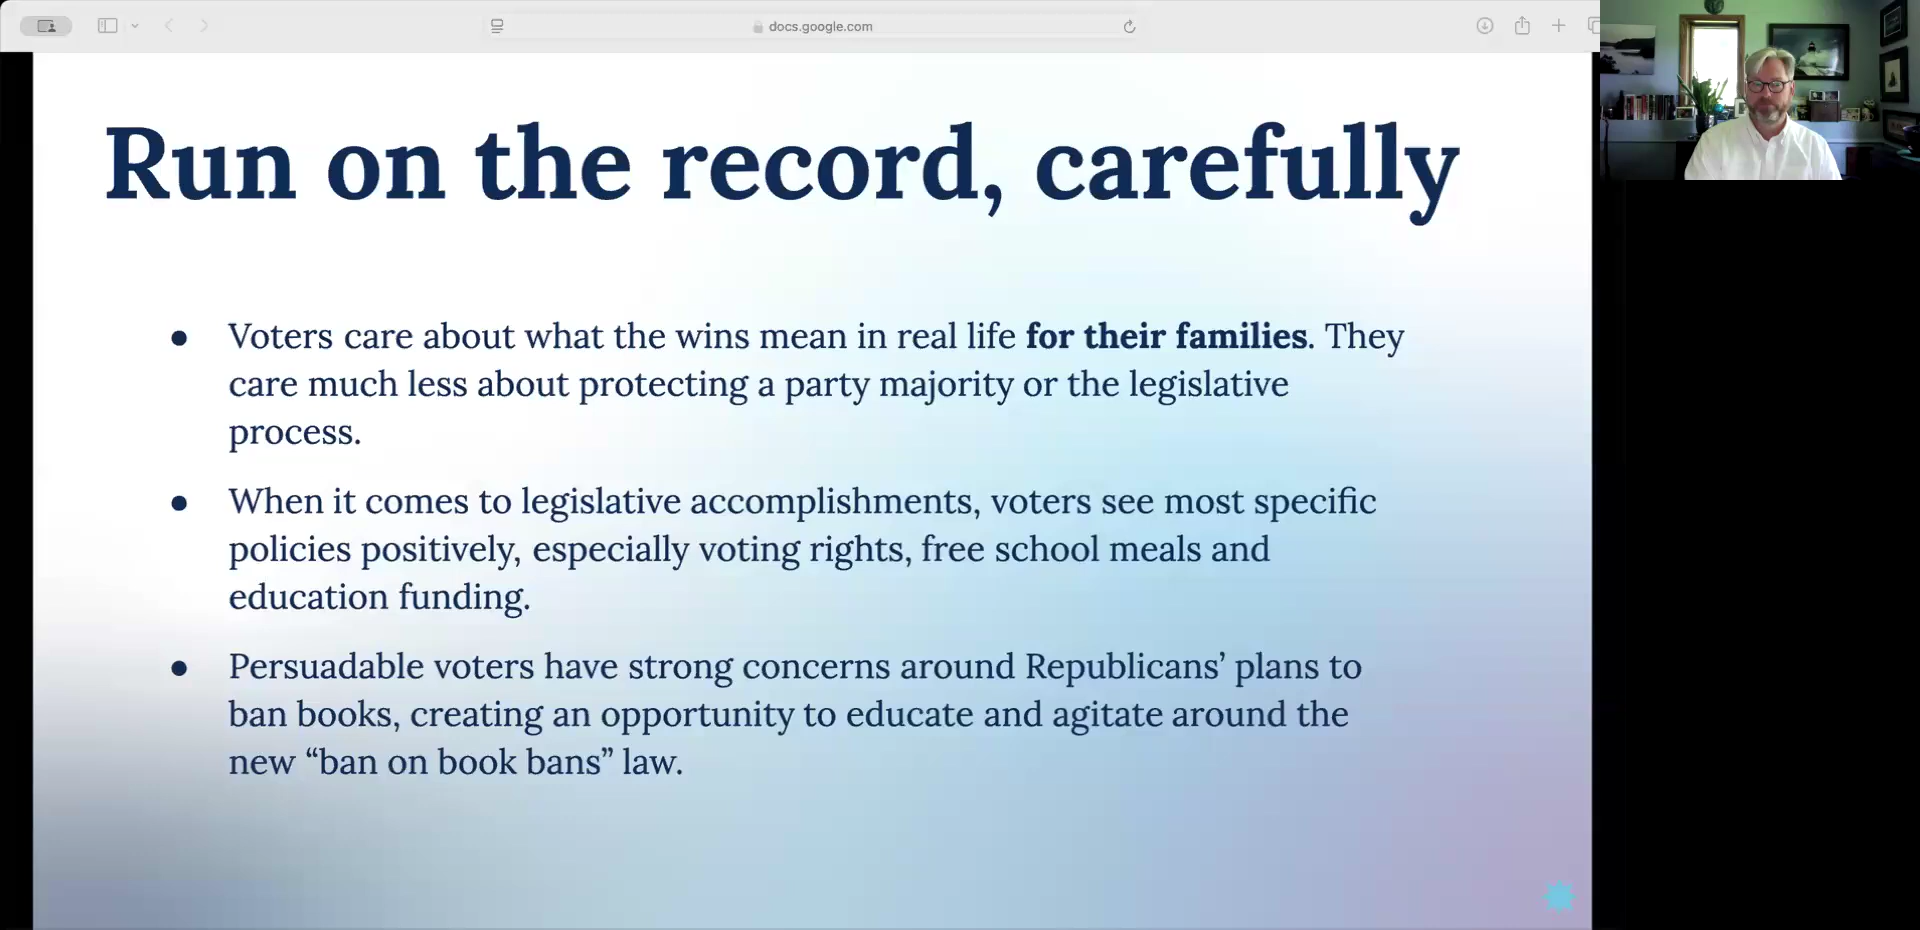 docs.google.com
Run on the record, carefully
● Voters care about what the wins mean in real life for their families. They
care much less about protecting a party majority or the legislative
process.
● When it comes to legislative accomplishments, voters see most specific
policies positively, especially voting rights, free school meals and
education funding.
● Persuadable voters have strong concerns around Republicans’ plans to
ban books, creating an opportunity to educate and agitate around the
new “ban on book bans” law.